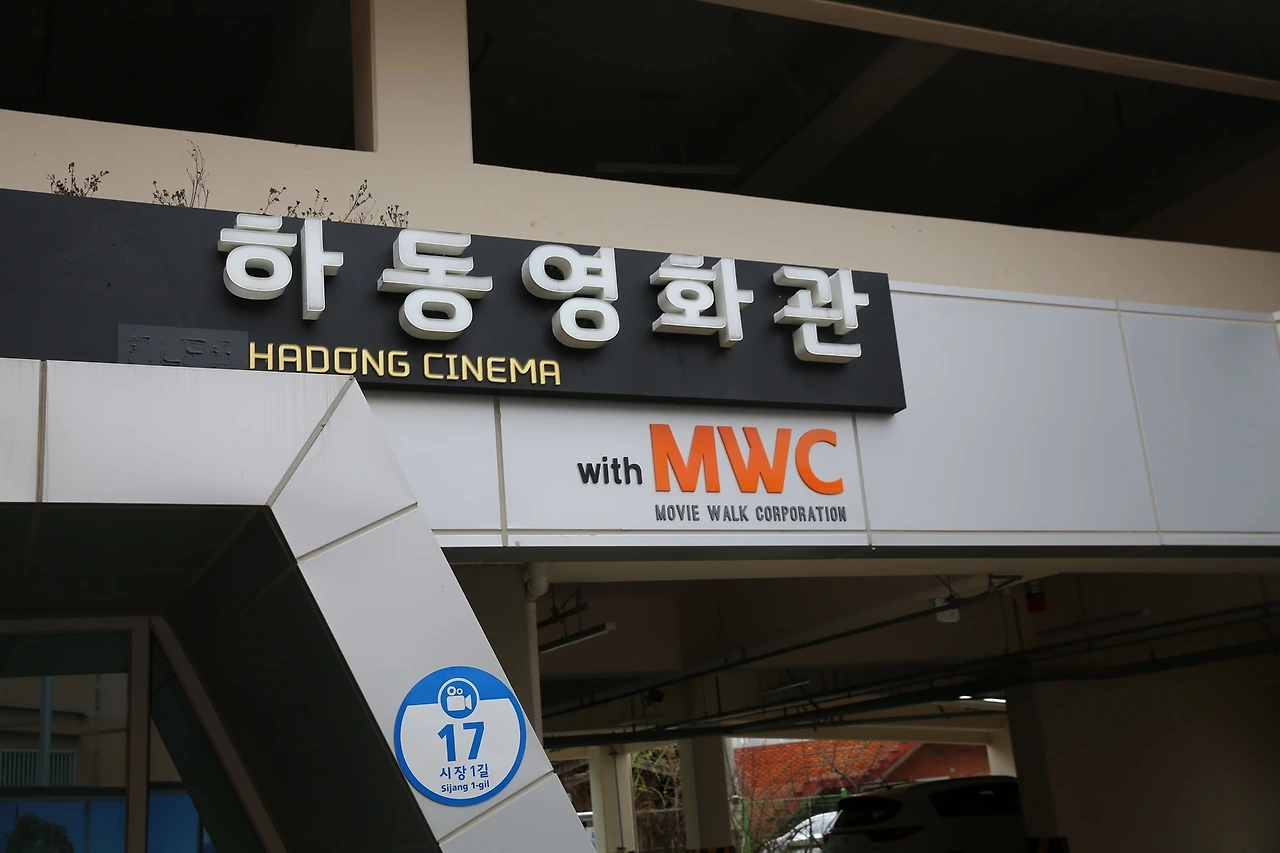 하동영화관
HADONG CINEMA
with MWC
MOVIE WALK CORPORATION
17
시장 1길
Sijang 1-gil